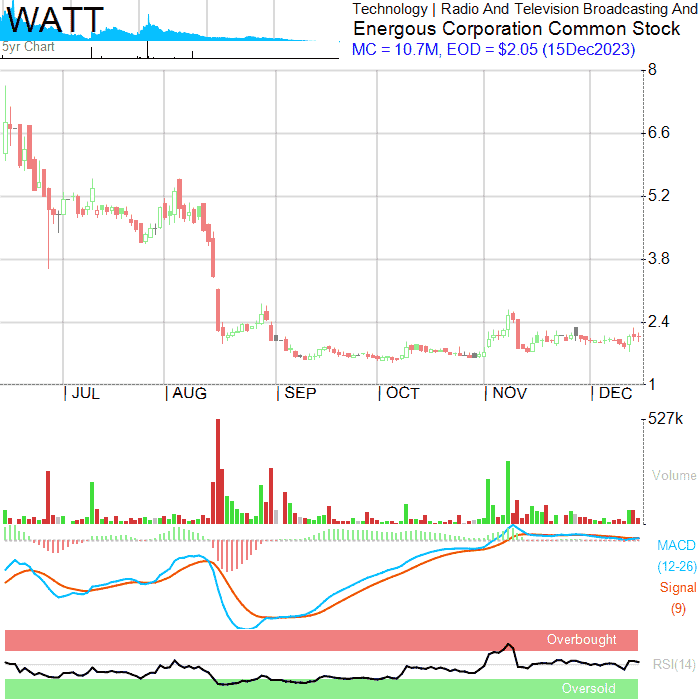 WATT
5yr Chart
Technology | Radio And Television Broadcasting And
Energous Corporation Common Stock
MC = 10.7M, EOD = $2.05 (15Dec2023)
8
6.6
5.2
3.8
2.4
1
| JUL | AUG | SEP | OCT | NOV | DEC
527k
Volume
MACD
(12-26)
Signal
(9)
Overbought
RSI(14)
Oversold